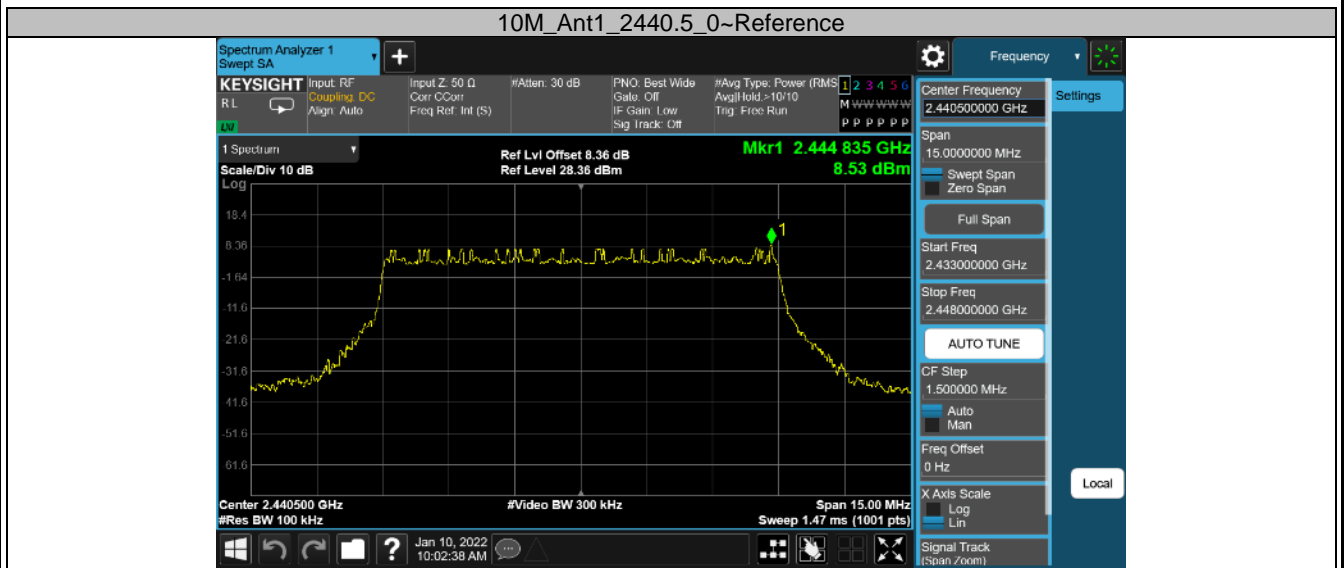 10M_Ant1_2440.5_0~Reference
Spectrum Analyzer 1
Swept SA
Frequency
KEYSIGHT
R L
LXI
Input: RF
Coupling: DC
Align: Auto
Input Z: 50 Ω
Corr CCorr
Freq Ref: Int (S)
#Atten: 30 dB
PNO: Best Wide
Gate: Off
IF Gain: Low
Sig Track: Off
#Avg Type: Power (RMS
Avg|Hold:>10/10
Trig: Free Run
1 2 3 4 5 6
M W W W W W
P P P P P P
1 Spectrum
Scale/Div 10 dB
Log
Ref Lvl Offset 8.36 dB
Ref Level 28.36 dBm
Mkr1 2.444 835 GHz
8.53 dBm
18.4
8.36
-1.64
-11.6
-21.6
-31.6
-41.6
-51.6
-61.6
1
Center 2.440500 GHz
#Res BW 100 kHz
#Video BW 300 kHz
Span 15.00 MHz
Sweep 1.47 ms (1001 pts)
Center Frequency
2.440500000 GHz
Span
15.0000000 MHz
Swept Span
Zero Span
Full Span
Start Freq
2.433000000 GHz
Stop Freq
2.448000000 GHz
AUTO TUNE
CF Step
1.500000 MHz
Auto
Man
Freq Offset
0 Hz
X Axis Scale
Log
Lin
Signal Track
(Span Zoom)
Settings
Local
?
Jan 10, 2022
10:02:38 AM